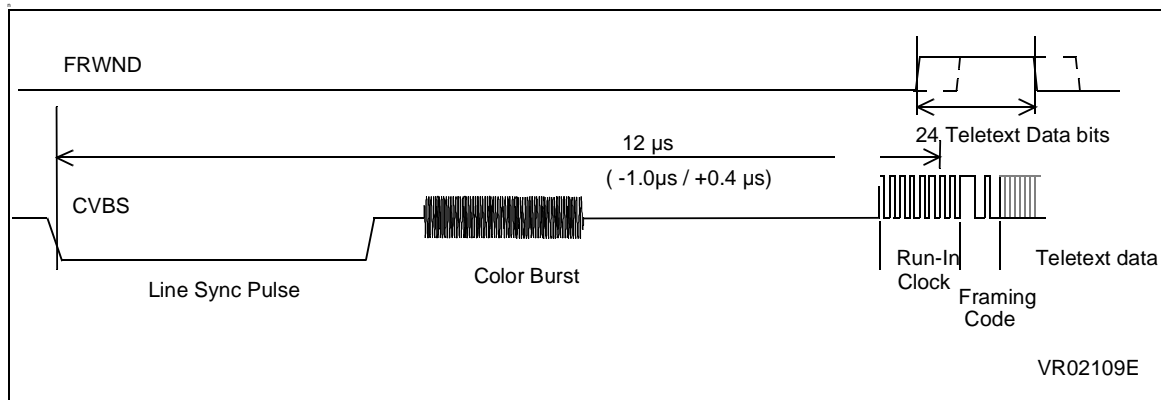 FRWND
24 Teletext Data bits
12 µs
( -1.0µs / +0.4 µs)
CVBS
Line Sync Pulse
Color Burst
Run-In
Clock
Framing
Code
Teletext data
VR02109E